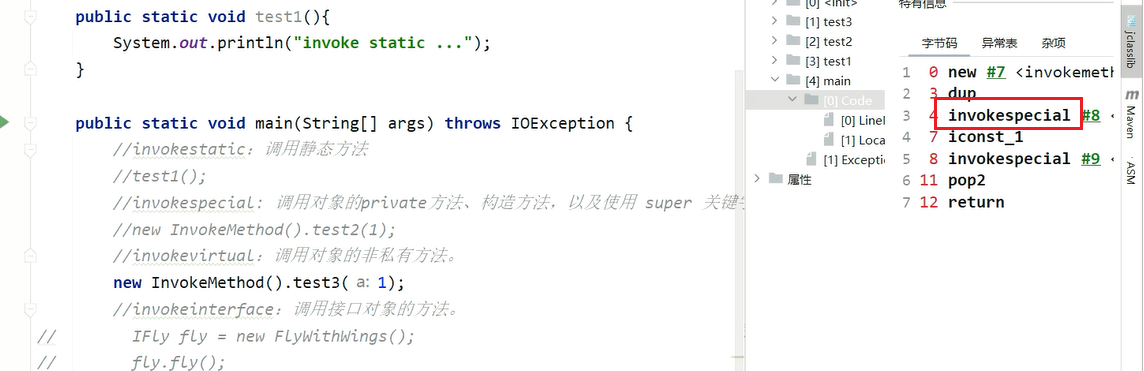 public static void test1(){
System.out.println("invoke static ...");
}
public static void main(String[] args) throws IOException {
//invokestatic：调用静态方法
//test1();
//invokespecial：调用对象的private方法、构造方法，以及使用 super 关键
//new InvokeMethod().test2(1);
//invokevirtual：调用对象的非私有方法。
new InvokeMethod().test3( a: 1);
//invokeinterface：调用接口对象的方法。
// IFly fly = new FlyWithWings();
// fly.fly();
[0] <init>
[1] test3
[2] test2
[3] test1
[4] main
[0] Code
[0] LineI
[1] Loca
[1] Exceptio
属性
特有信息
字节码 异常表 杂项
1 0 new #7 <invokemeth
2 3 dup
3 4 invokespecial #8 <
4 7 iconst_1
5 8 invokespecial #9 <
6 11 pop2
7 12 return
jclasslib
m Maven
ASM